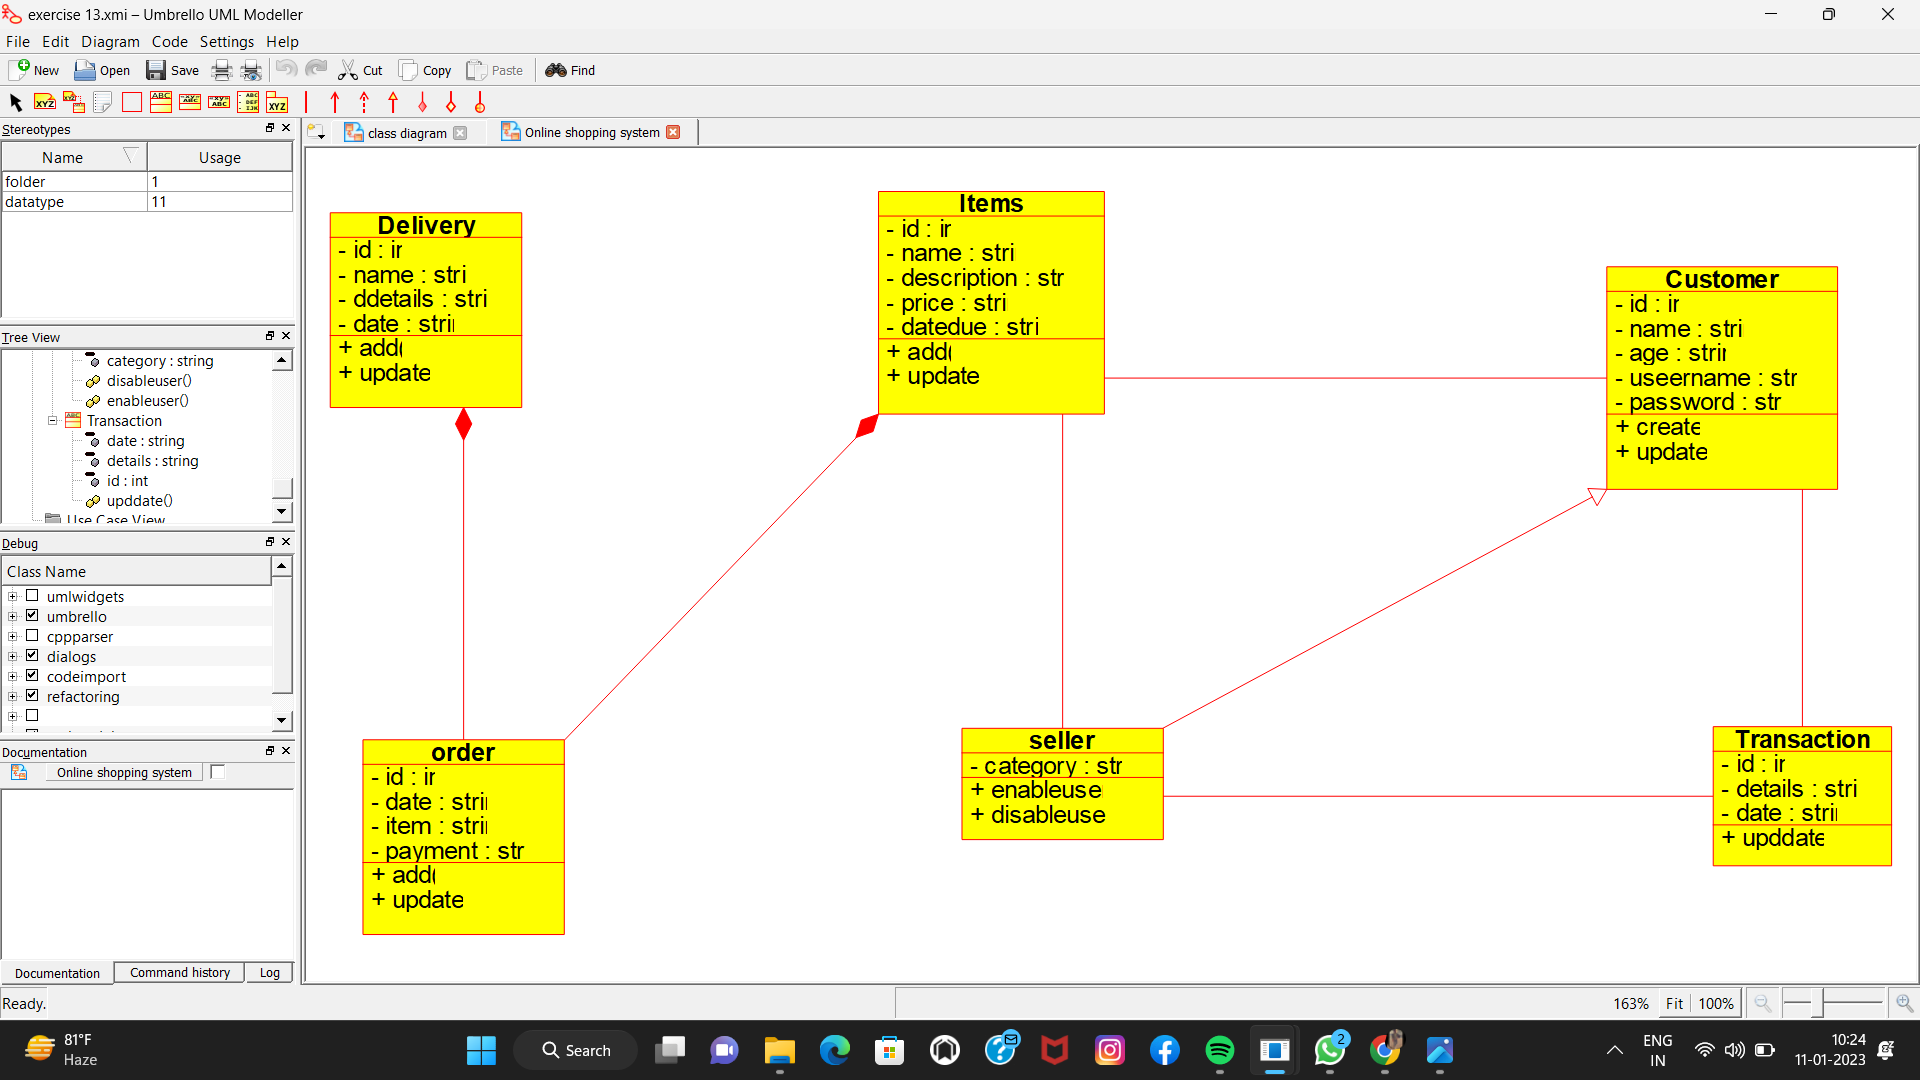 exercise 13.xmi – Umbrello UML Modeller
File Edit Diagram Code Settings Help
New Open Save Cut Copy Paste Find
Stereotypes
Name Usage
folder 1
datatype 11
Tree View
category : string
disableuser()
enableuser()
Transaction
date : string
details : string
id : int
upddate()
Use Case View
Debug
Class Name
umlwidgets
umbrello
cppparser
dialogs
codeimport
refactoring
Documentation
Online shopping system
Documentation Command history Log
Ready.
class diagram Online shopping system
Delivery
- id : ir
- name : stri
- ddetails : stri
- date : stri
+ add(
+ update
Items
- id : ir
- name : stri
- description : str
- price : stri
- datedue : stri
+ add(
+ update
Customer
- id : ir
- name : stri
- age : strir
- useername : str
- password : str
+ create
+ update
order
- id : ir
- date : stri
- item : stri
- payment : str
+ add(
+ update
seller
- category : str
+ enableuse
+ disableuse
Transaction
- id : ir
- details : stri
- date : stri
+ upddate
163% Fit 100%
81°F
Haze
Search
2
ENG
IN
10:24
11-01-2023